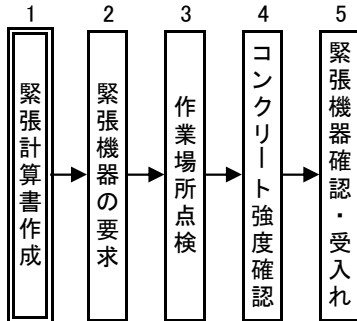 1
緊張計算書作成
2
緊張機器の要求
3
作業場所点検
4
コンクリート強度確認
5
緊張機器確認・受入れ